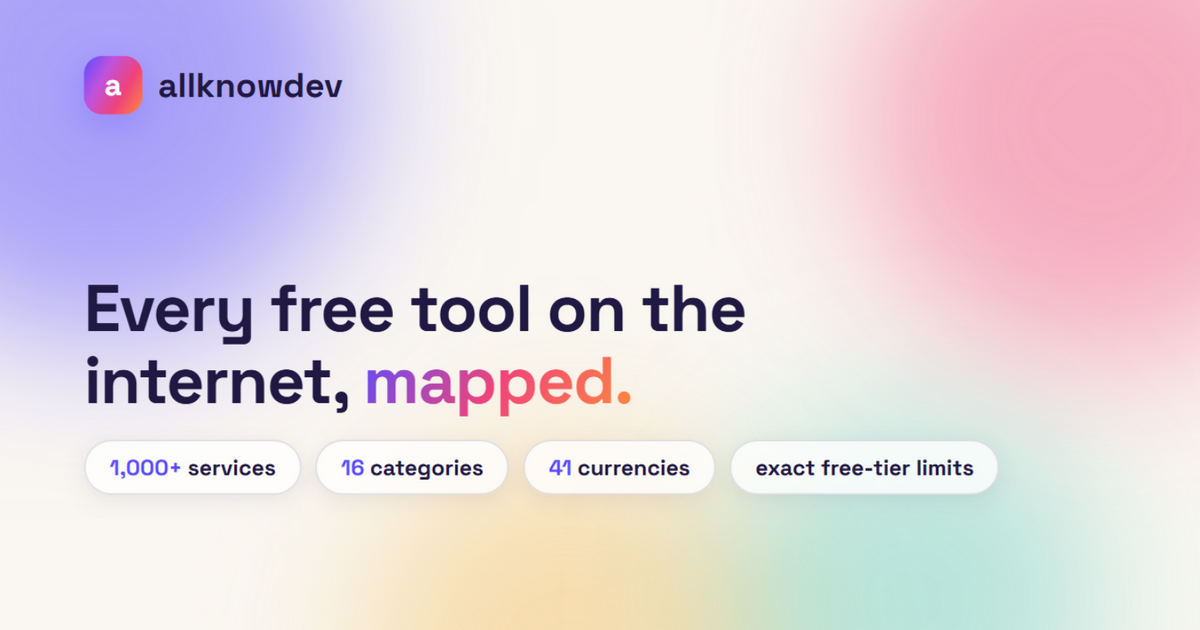 a allknowdev
Every free tool on the
internet, mapped.
1,000+ services 16 categories 41 currencies exact free-tier limits